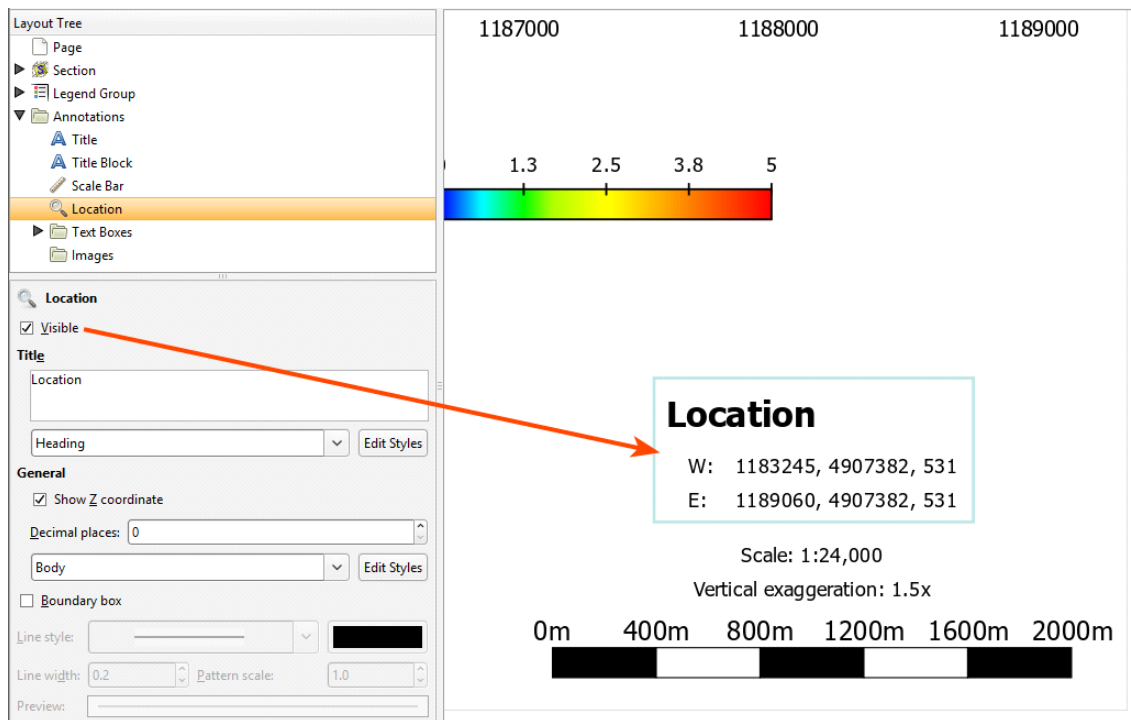 Layout Tree
Page
Section
Legend Group
Annotations
Title
Title Block
Scale Bar
Location
Text Boxes
Images
Location
Visible
Title
Location
Heading
Edit Styles
General
Show Z coordinate
Decimal places: 0
Body
Edit Styles
Boundary box
Line style:
Line width: 0.2 Pattern scale: 1.0
Preview:
1187000 1188000 1189000
1.3 2.5 3.8 5
Location
W: 1183245, 4907382, 531
E: 1189060, 4907382, 531
Scale: 1:24,000
Vertical exaggeration: 1.5x
0m 400m 800m 1200m 1600m 2000m